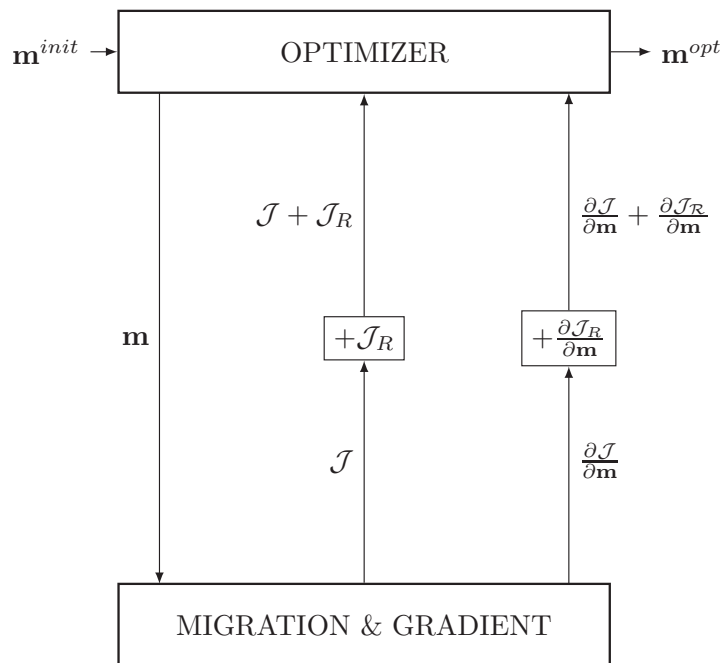 𝐦^{init} OPTIMIZER 𝐦^{opt}
𝒥 + 𝒥_R
∂𝒥/∂𝐦 + ∂𝒥_ℛ/∂𝐦
𝐦
+𝒥_R
+∂𝒥_R/∂𝐦
𝒥
∂𝒥/∂𝐦
MIGRATION & GRADIENT